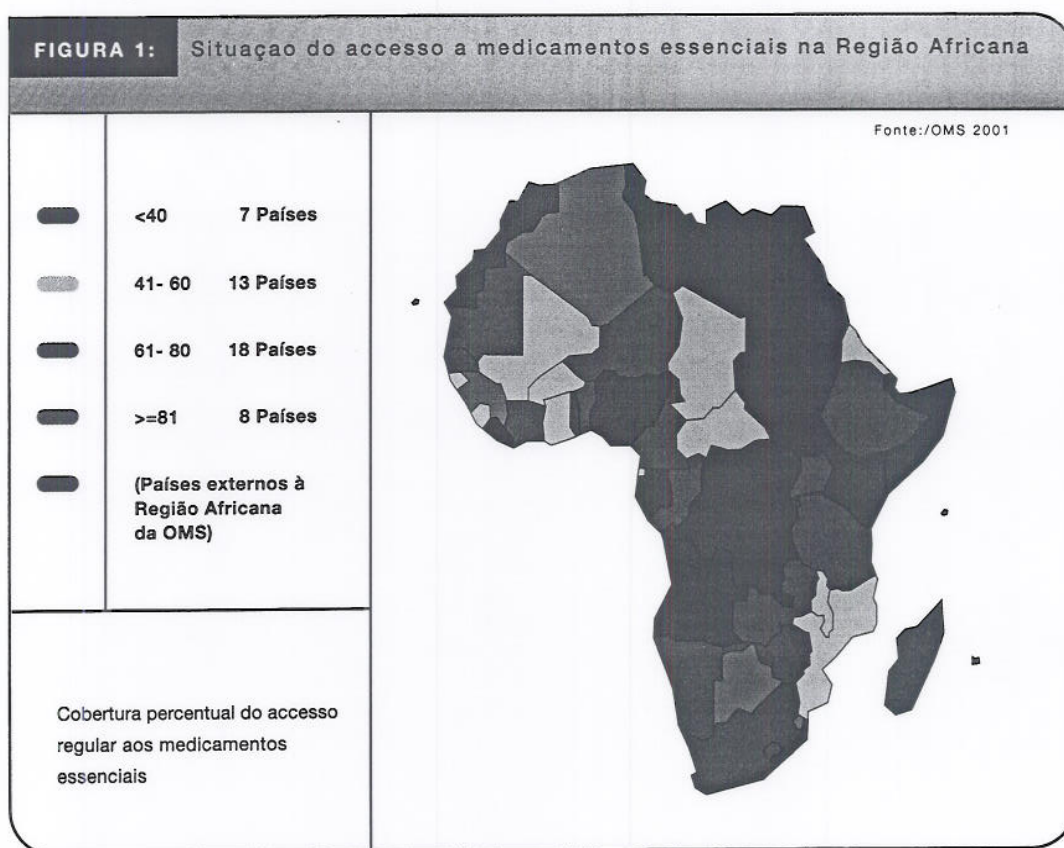 FIGURA 1:
Situaçao do accesso a medicamentos essenciais na Região Africana
Fonte:/OMS 2001
<40 7 Países
41- 60 13 Países
61- 80 18 Países
>=81 8 Países
(Países externos à
Região Africana
da OMS)
Cobertura percentual do accesso
regular aos medicamentos
essenciais